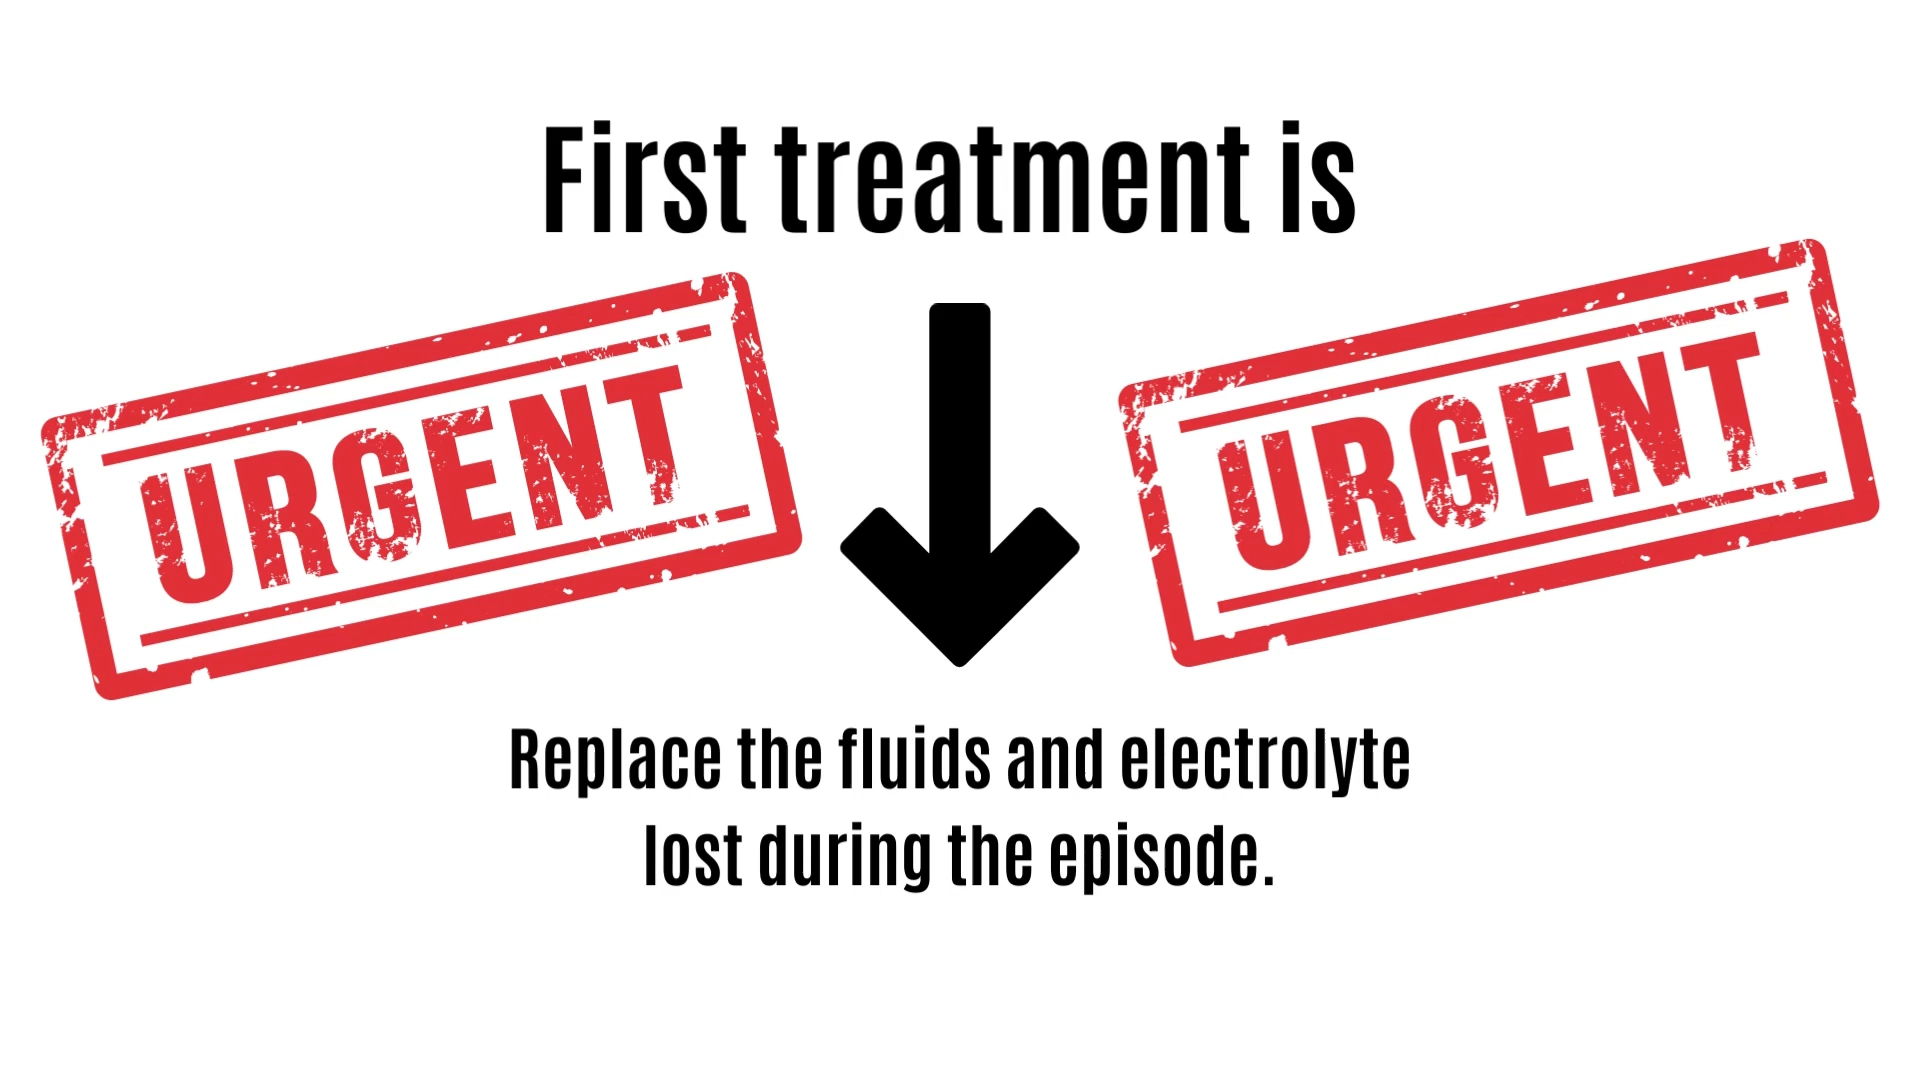 First treatment is
URGENT
URGENT
Replace the fluids and electrolyte
lost during the episode.